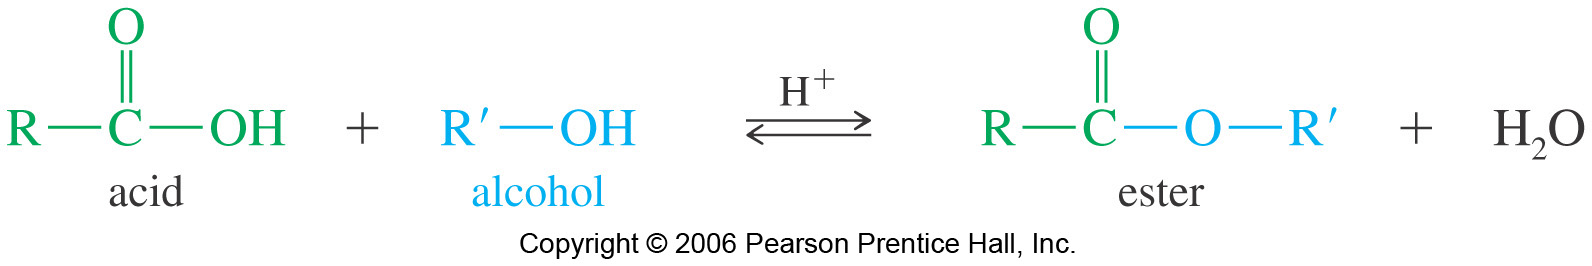 O O
H⁺
R—C—OH + R′—OH ⇌ R—C—O—R′ + H₂O
acid alcohol ester
Copyright © 2006 Pearson Prentice Hall, Inc.